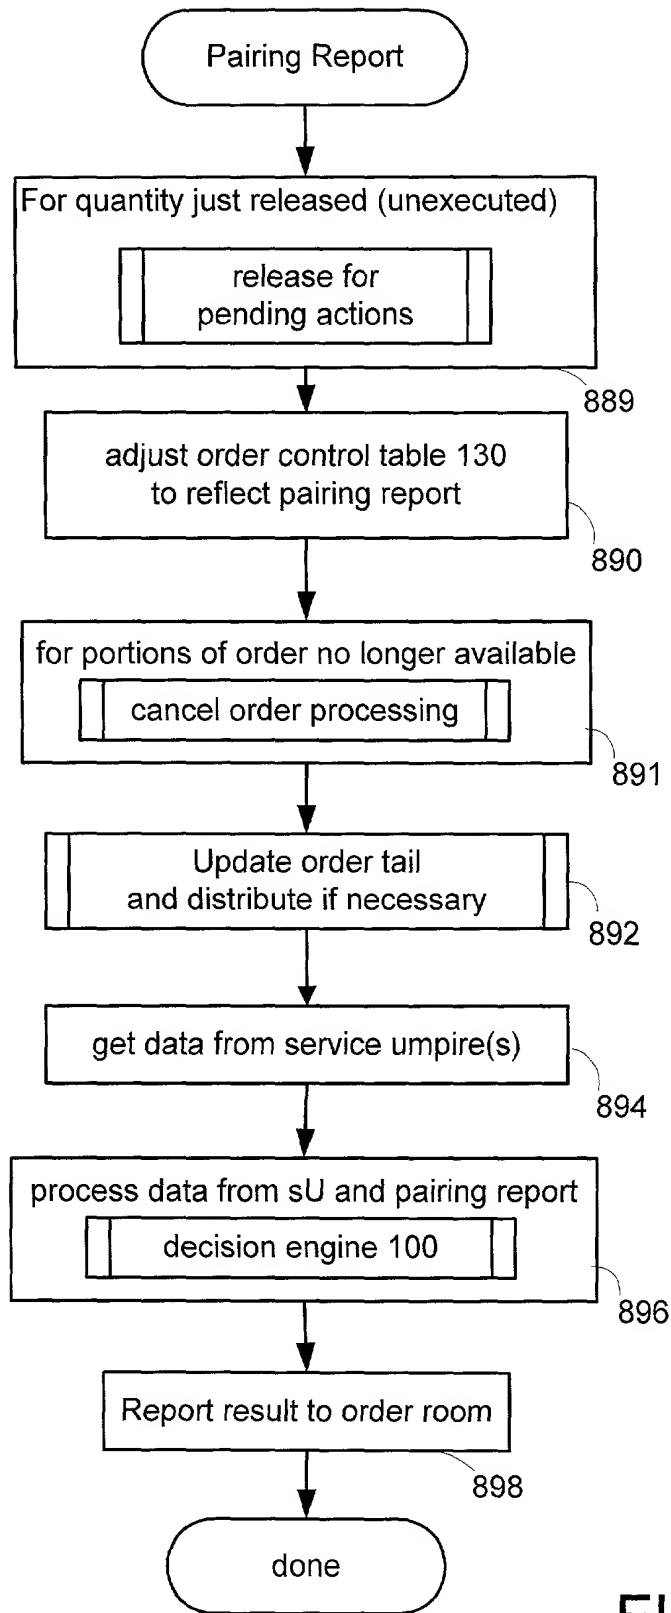 Pairing Report
For quantity just released (unexecuted)
release for
pending actions
889
adjust order control table 130
to reflect pairing report
890
for portions of order no longer available
cancel order processing
891
Update order tail
and distribute if necessary
892
get data from service umpire(s)
894
process data from sU and pairing report
decision engine 100
896
Report result to order room
898
done